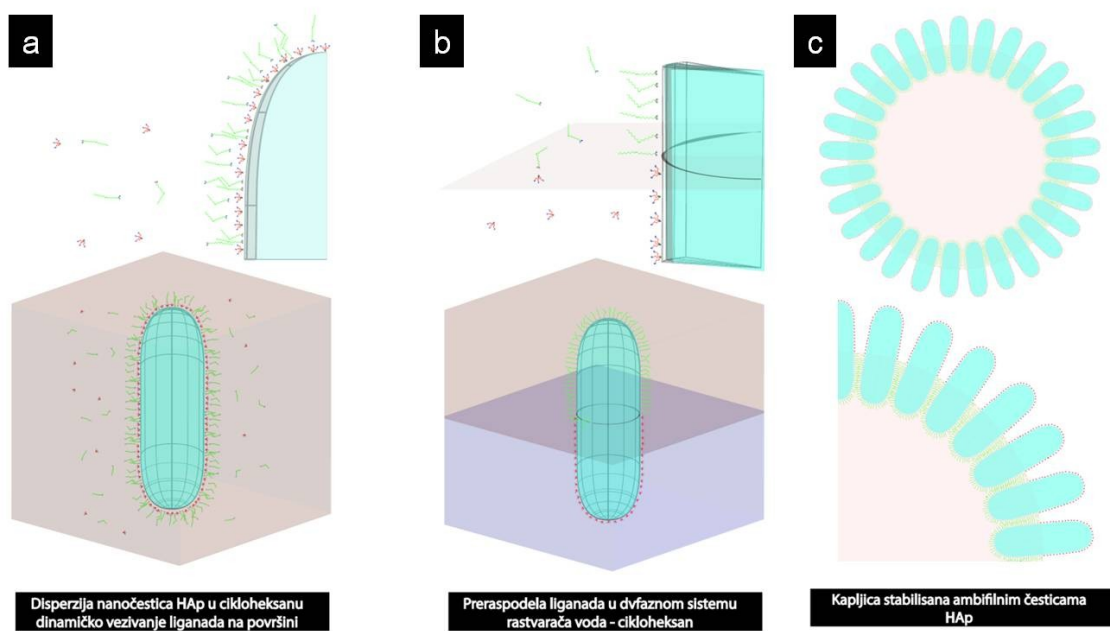 a
b
c
Disperzija nanočestica HAp u cikloheksanu
dinamičko vezivanje liganada na površini
Preraspodela liganada u dvfaznom sistemu
rastvarača voda - cikloheksan
Kapljica stabilisana ambifilnim česticama
HAp